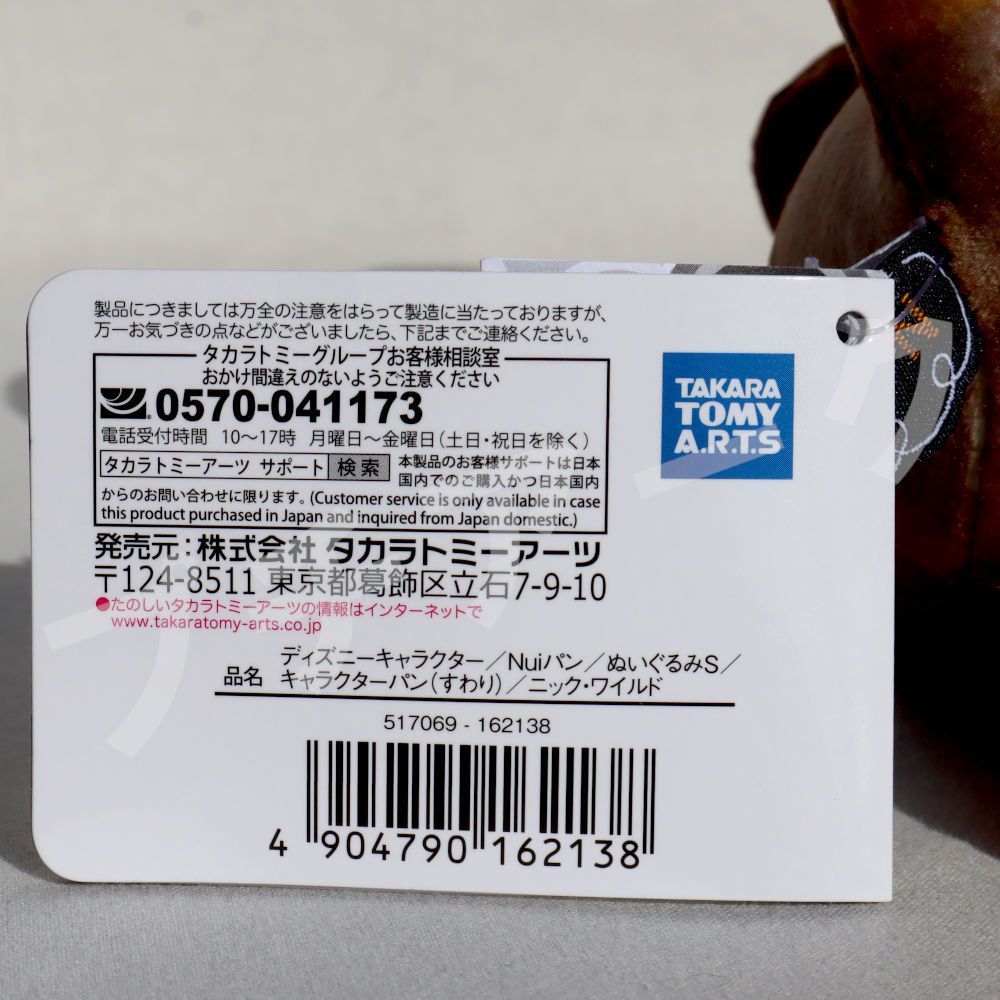 製品につきましては万全の注意をはらって製造に当たっておりますが、
万一お気づきの点などがございましたら、下記までご連絡ください。
タカラトミーグループお客様相談室
おかけ間違えのないようご注意ください
0570-041173
電話受付時間 10～17時 月曜日～金曜日(土日・祝日を除く)
タカラトミーアーツ サポート 検索 本製品のお客様サポートは日本
国内でのご購入かつ日本国内
からのお問い合わせに限ります。(Customer service is only available in case
this product purchased in Japan and inquired from Japan domestic.)
発売元:株式会社 タカラトミーアーツ
〒124-8511 東京都葛飾区立石7-9-10
●たのしいタカラトミーアーツの情報はインターネットで
www.takaratomy-arts.co.jp
TAKARA
TOMY
A.R.T.S
品名 ディズニーキャラクター/Nuiパン/ぬいぐるみS/
キャラクターパン(すわり)/ニック・ワイルド
517069 - 162138
4 904790 162138